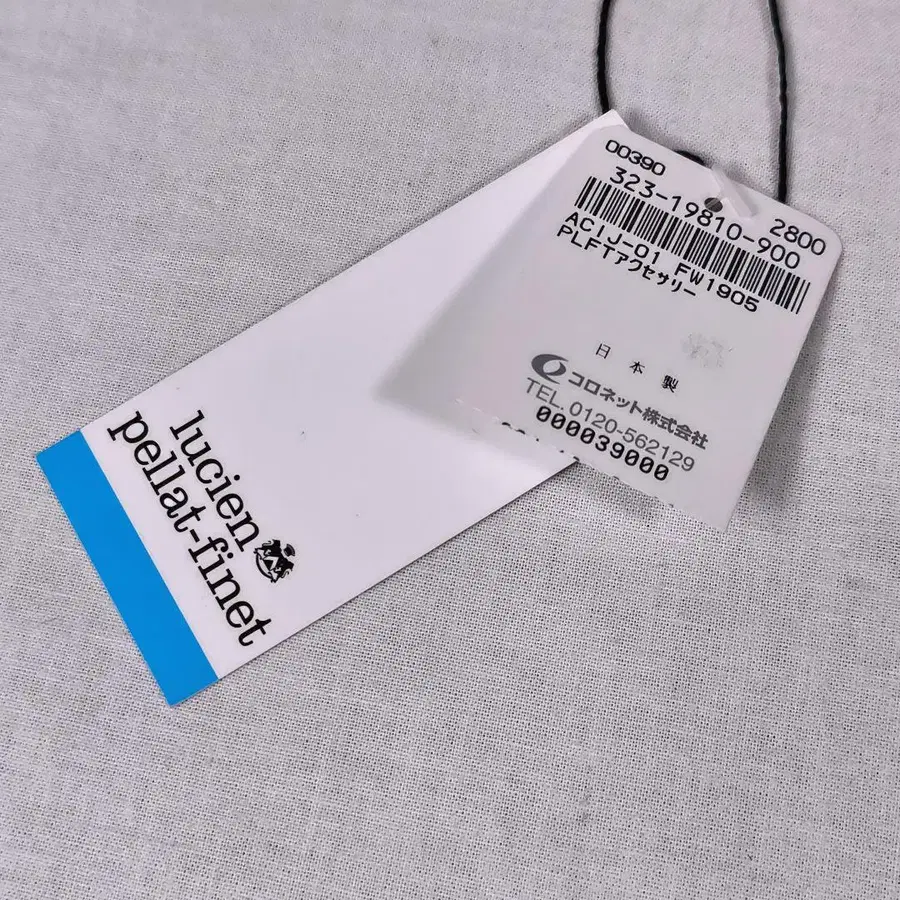 00390
2800
323-19810-900
ACIJ-01 FW1905
PLFTアクセサリー
日本製
コロネット株式会社
TEL.0120-562129
000039000
lucien
pellat-finet